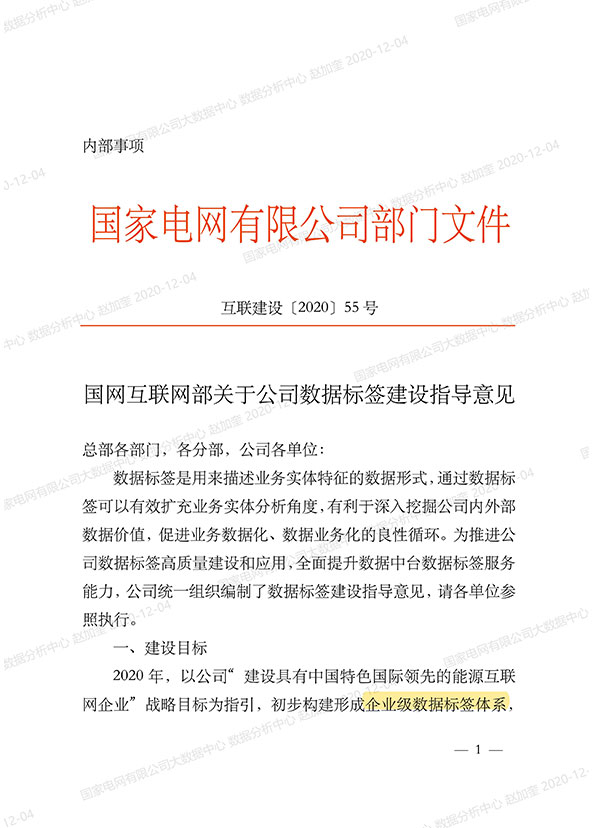 内部事项
国家电网有限公司部门文件
互联建设〔2020〕55 号
国网互联网部关于公司数据标签建设指导意见
总部各部门，各分部，公司各单位：
数据标签是用来描述业务实体特征的数据形式，通过数据标
签可以有效扩充业务实体分析角度，有利于深入挖掘公司内外部
数据价值，促进业务数据化、数据业务化的良性循环。为推进公
司数据标签高质量建设和应用，全面提升数据中台数据标签服务
能力，公司统一组织编制了数据标签建设指导意见，请各单位参
照执行。
一、建设目标
2020 年，以公司“建设具有中国特色国际领先的能源互联
网企业”战略目标为指引，初步构建形成企业级数据标签体系，
— 1 —
国家电网有限公司大数据中心 数据分析中心 赵加奎 2020-12-04